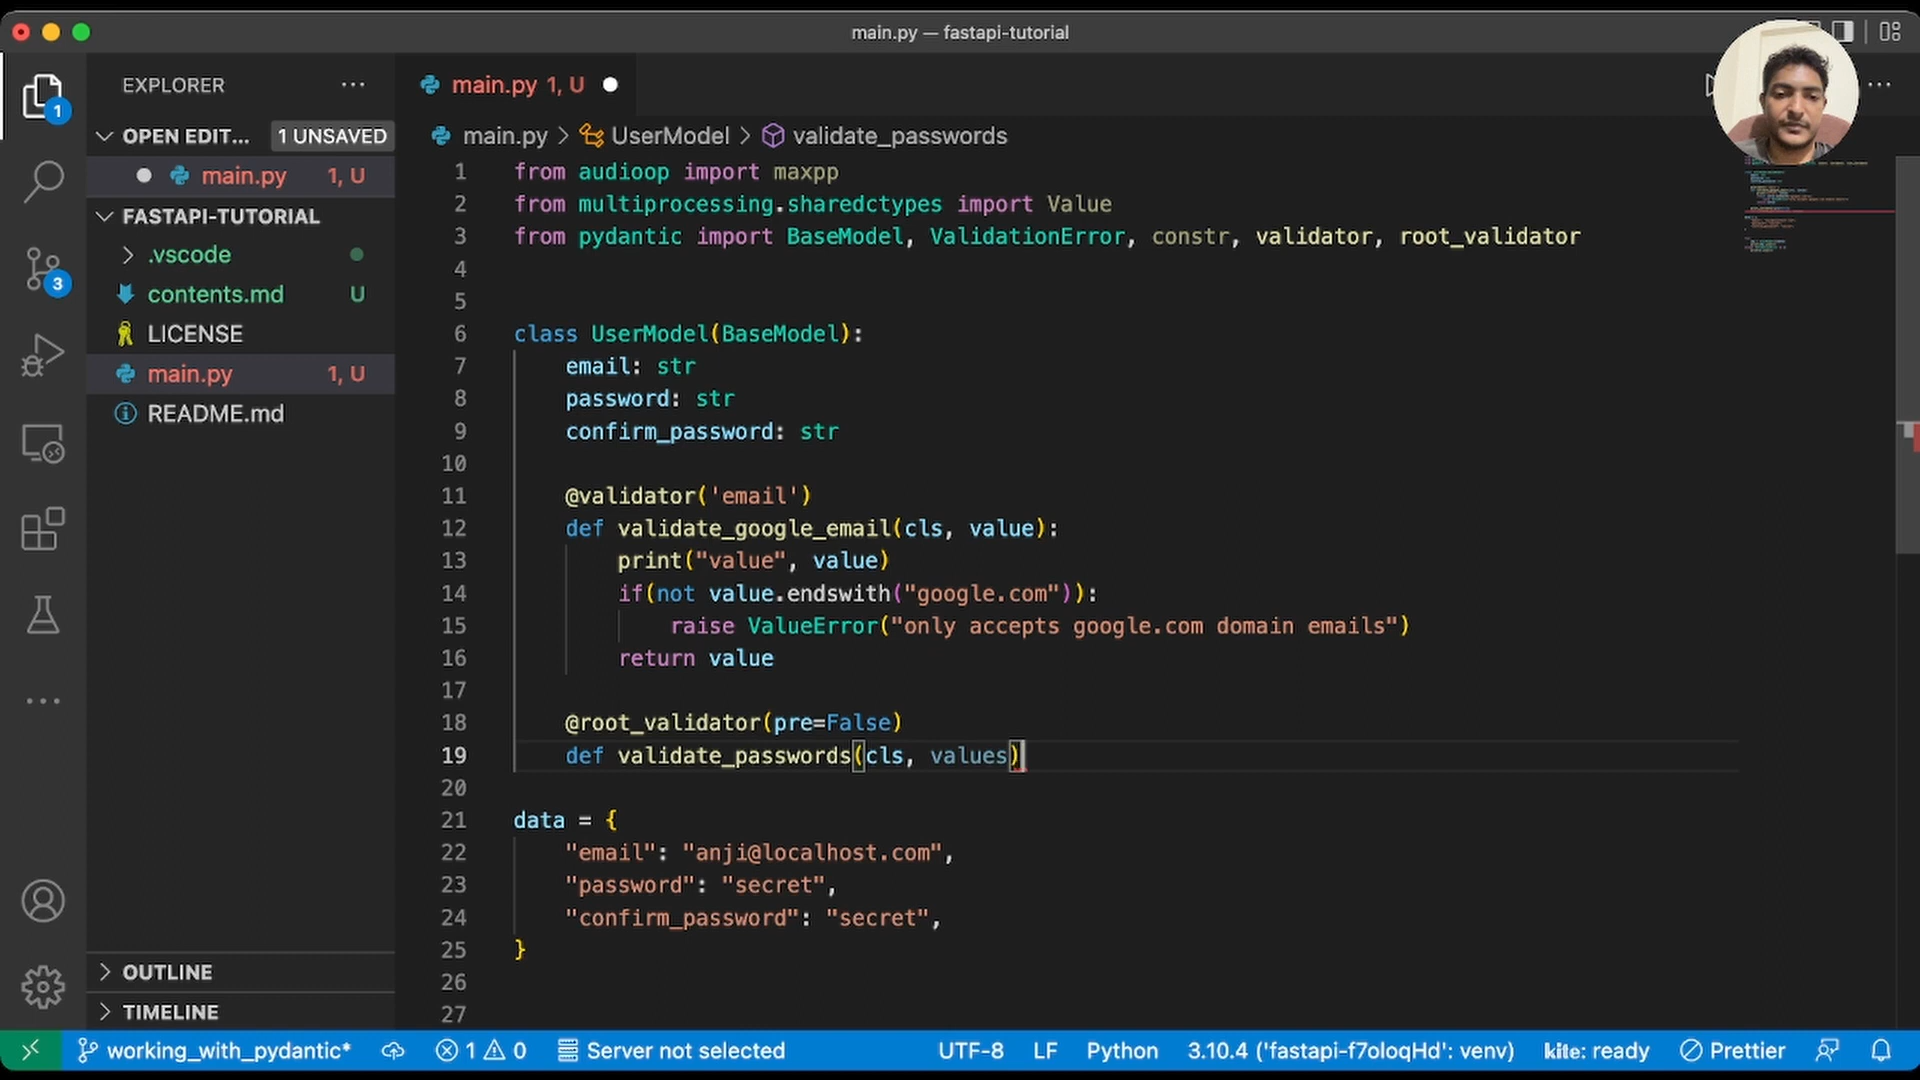 main.py — fastapi-tutorial
EXPLORER
main.py 1, U
OPEN EDIT... 1 UNSAVED
main.py 1, U
FASTAPI-TUTORIAL
.vscode
contents.md U
LICENSE
main.py 1, U
README.md
OUTLINE
TIMELINE
1
3
main.py > UserModel > validate_passwords
1 from audioop import maxpp
2 from multiprocessing.sharedctypes import Value
3 from pydantic import BaseModel, ValidationError, constr, validator, root_validator
4
5
6 class UserModel(BaseModel):
7 email: str
8 password: str
9 confirm_password: str
10
11 @validator('email')
12 def validate_google_email(cls, value):
13 print("value", value)
14 if(not value.endswith("google.com")):
15 raise ValueError("only accepts google.com domain emails")
16 return value
17
18 @root_validator(pre=False)
19 def validate_passwords(cls, values)
20
21 data = {
22 "email": "anji@localhost.com",
23 "password": "secret",
24 "confirm_password": "secret",
25 }
26
27
working_with_pydantic* 1 0 Server not selected UTF-8 LF Python 3.10.4 ('fastapi-f7oloqHd': venv) kite: ready Prettier